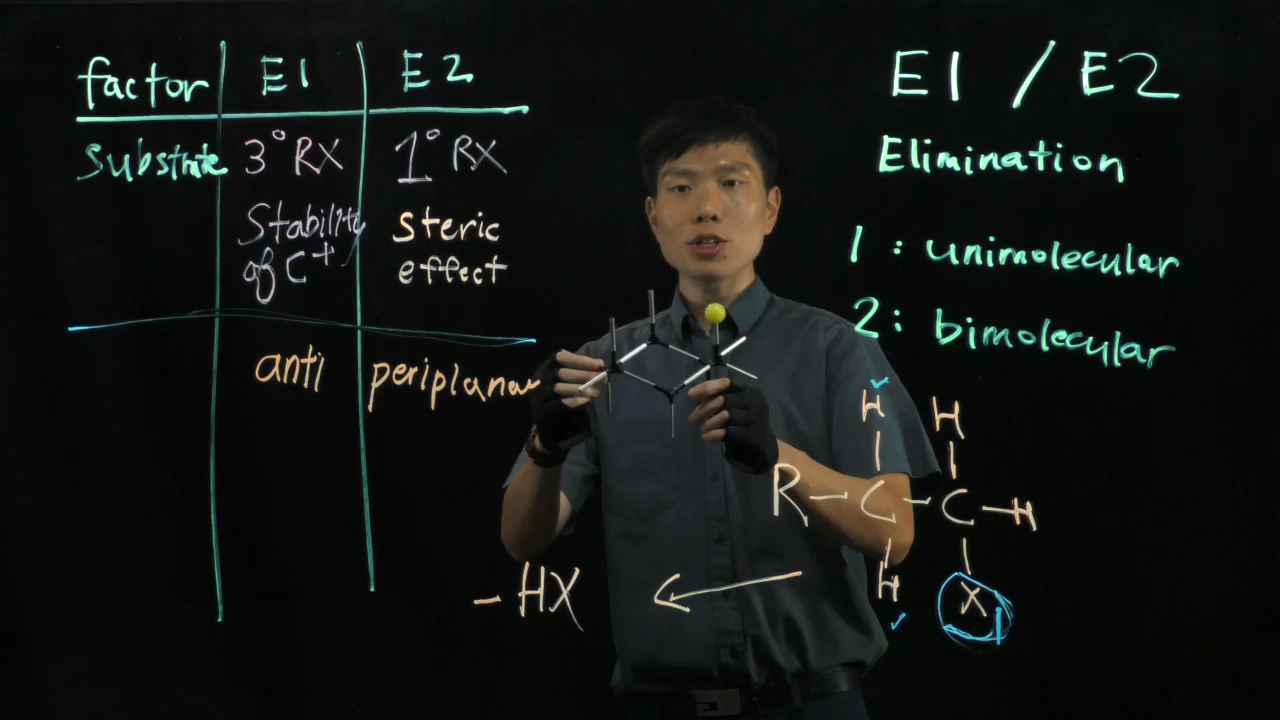 factor E1 E2
Substrate 3° RX 1° RX
Stability of C⁺
steric effect
anti periplanar
E1 / E2
Elimination
1 : unimolecular
2 : bimolecular
H H
R – C – C – H
H X
- HX ←